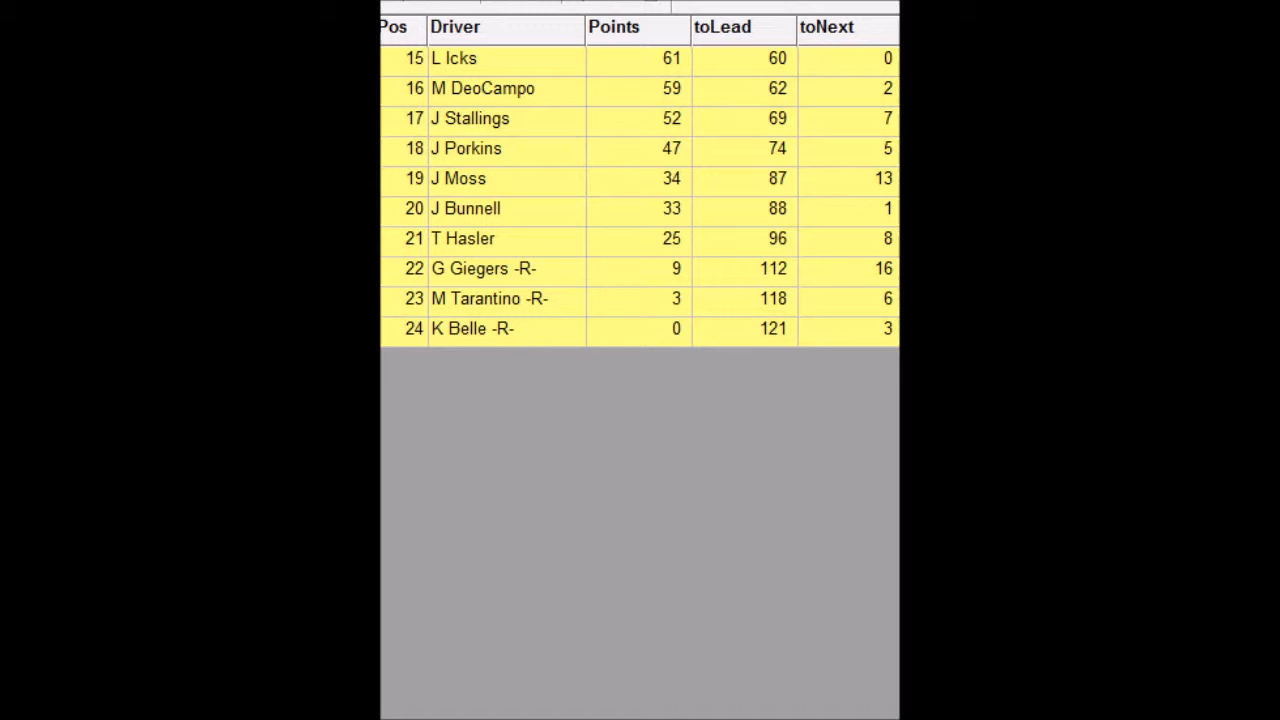 Pos Driver Points toLead toNext
15 L Icks 61 60 0
16 M DeoCampo 59 62 2
17 J Stallings 52 69 7
18 J Porkins 47 74 5
19 J Moss 34 87 13
20 J Bunnell 33 88 1
21 T Hasler 25 96 8
22 G Giegers -R- 9 112 16
23 M Tarantino -R- 3 118 6
24 K Belle -R- 0 121 3